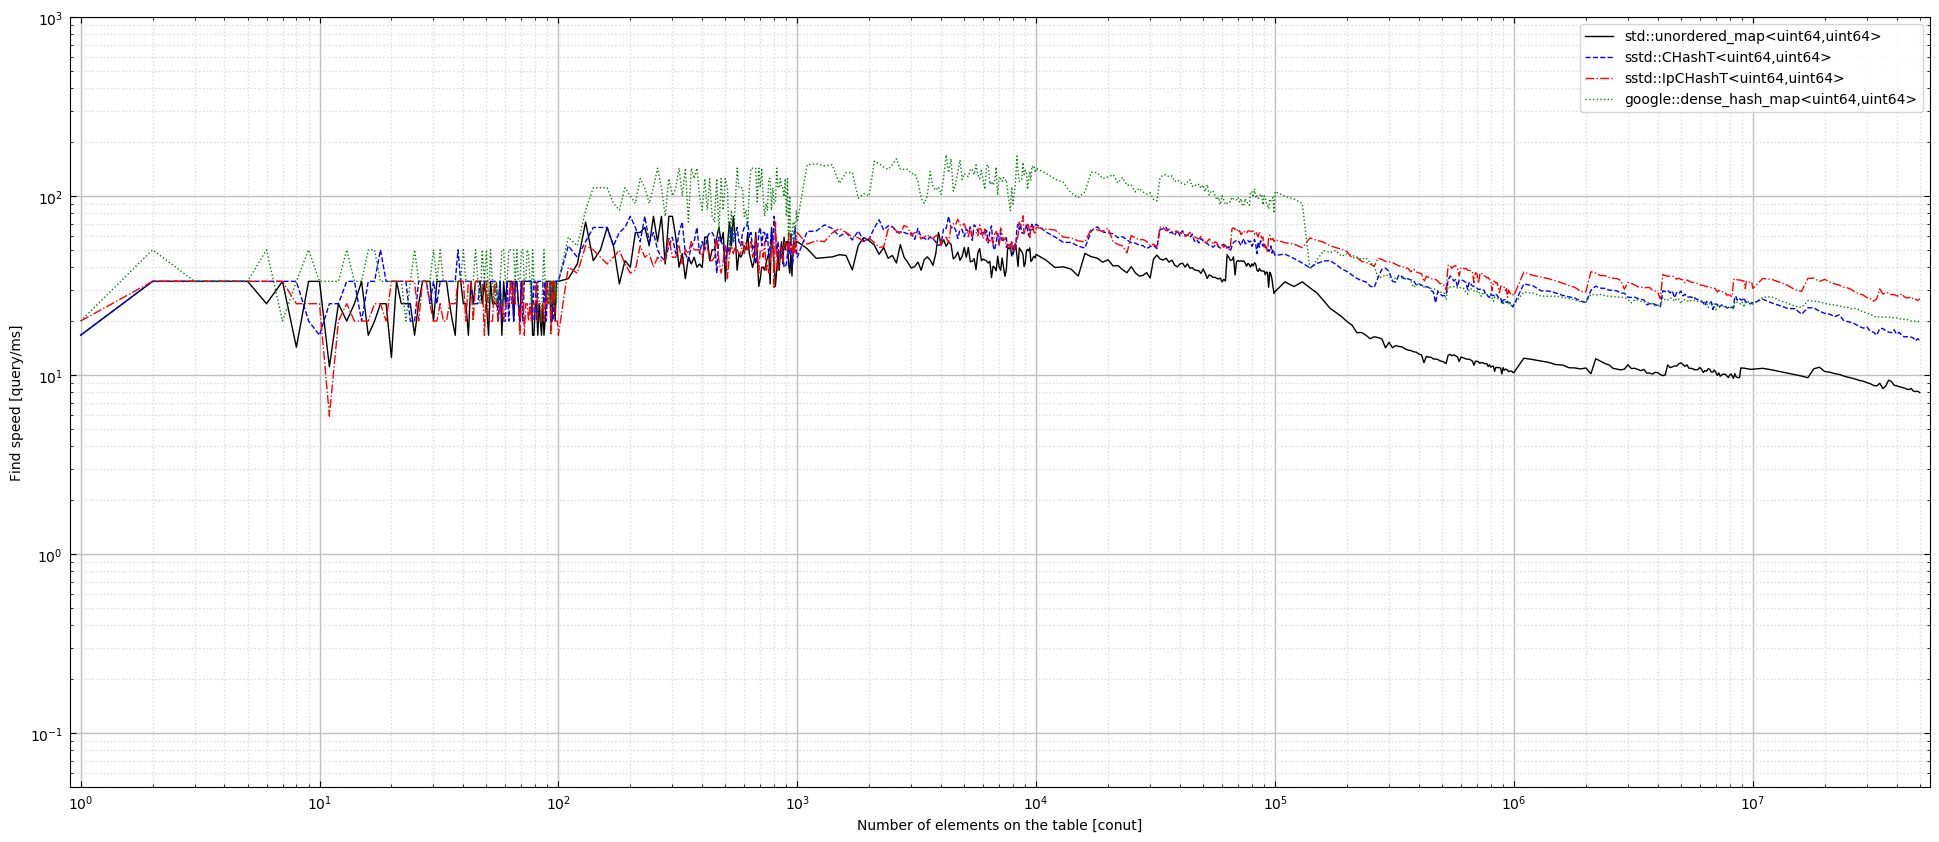 10³
10²
10¹
10⁰
10⁻¹
Find speed [query/ms]
std::unordered_map<uint64,uint64>
sstd::CHashT<uint64,uint64>
sstd::IpCHashT<uint64,uint64>
google::dense_hash_map<uint64,uint64>
10⁰ 10¹ 10² 10³ 10⁴ 10⁵ 10⁶ 10⁷
Number of elements on the table [conut]